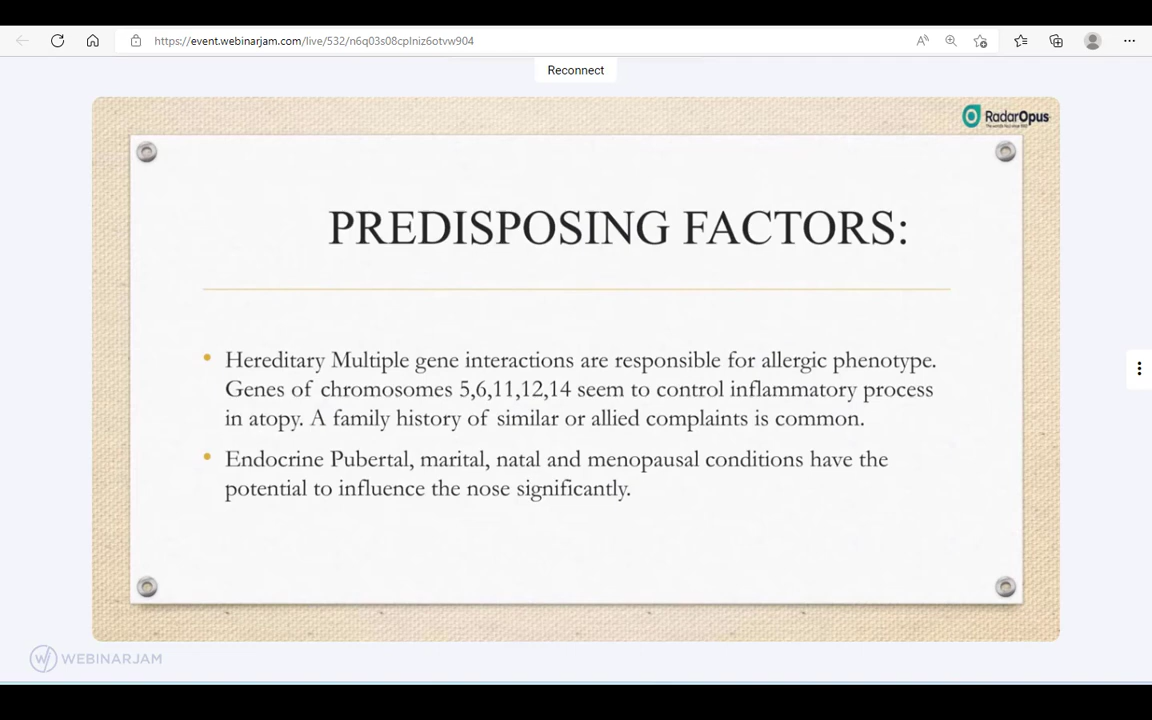 https://event.webinarjam.com/live/532/n6q03s08cplniz6otvw904
Reconnect
RadarOpus
PREDISPOSING FACTORS:
• Hereditary Multiple gene interactions are responsible for allergic phenotype.
Genes of chromosomes 5,6,11,12,14 seem to control inflammatory process
in atopy. A family history of similar or allied complaints is common.
• Endocrine Pubertal, marital, natal and menopausal conditions have the
potential to influence the nose significantly.
WEBINARJAM